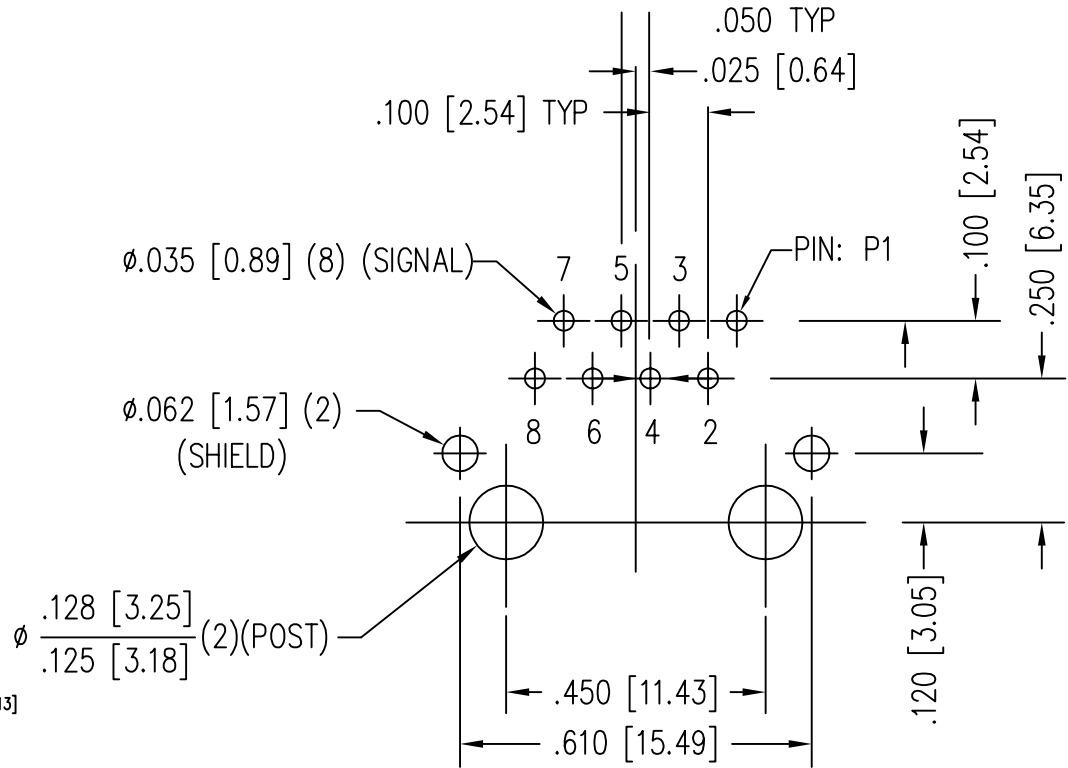 .050 TYP
.025 [0.64]
.100 [2.54] TYP
.100 [2.54]
.250 [6.35]
ø.035 [0.89] (8) (SIGNAL)
7 5 3
PIN: P1
ø.062 [1.57] (2)
(SHIELD)
8 6 4 2
ø .128 [3.25]
.125 [3.18]
(2)(POST)
.120 [3.05]
.450 [11.43]
.610 [15.49]